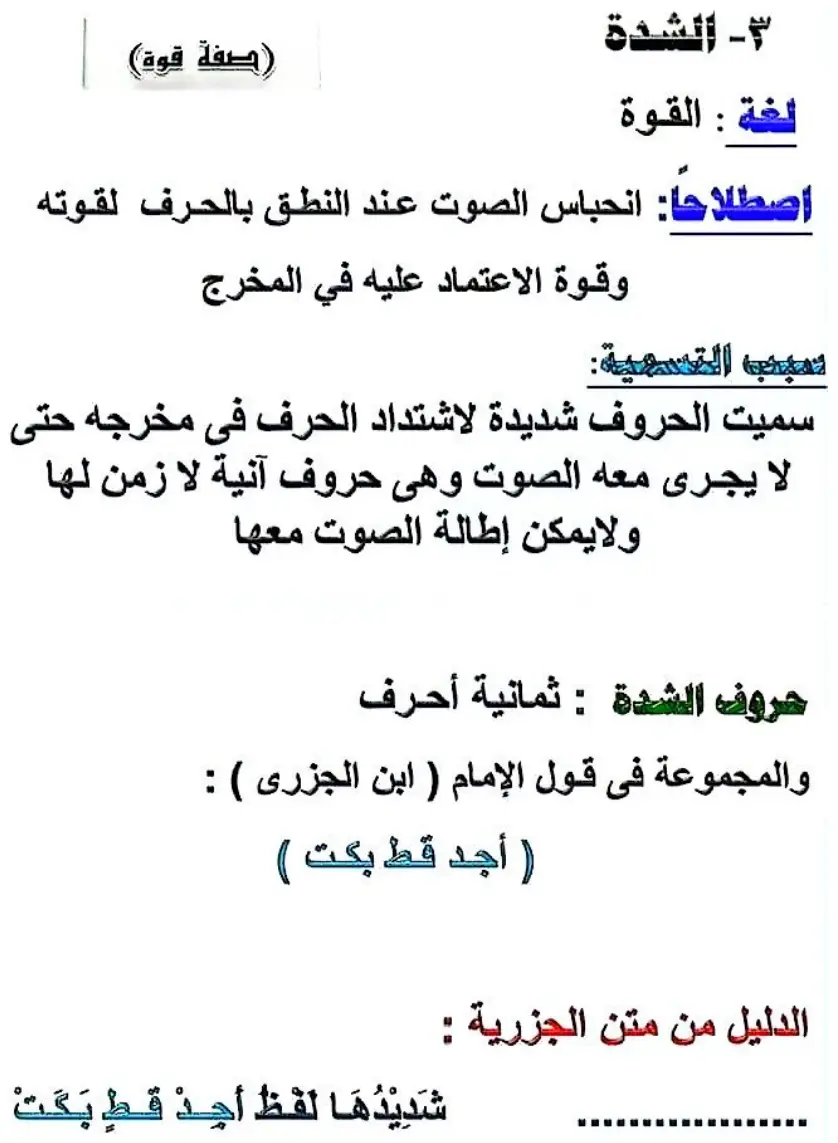 ٣- الشدة
(صفة قوة)
لغة : القوة
اصطلاحًا: انحباس الصوت عند النطق بالحرف لقوته
وقوة الاعتماد عليه في المخرج
سبب التسمية:
سميت الحروف شديدة لاشتداد الحرف فى مخرجه حتى
لا يجرى معه الصوت وهى حروف آنية لا زمن لها
ولايمكن إطالة الصوت معها
حروف الشدة : ثمانية أحرف
والمجموعة فى قول الإمام ( ابن الجزرى ) :
( أجد قط بكت )
الدليل من متن الجزرية :
.................. شَدِيْدُهَا لَفْظُ أَجِدْ قَطٍ بَكَتْ